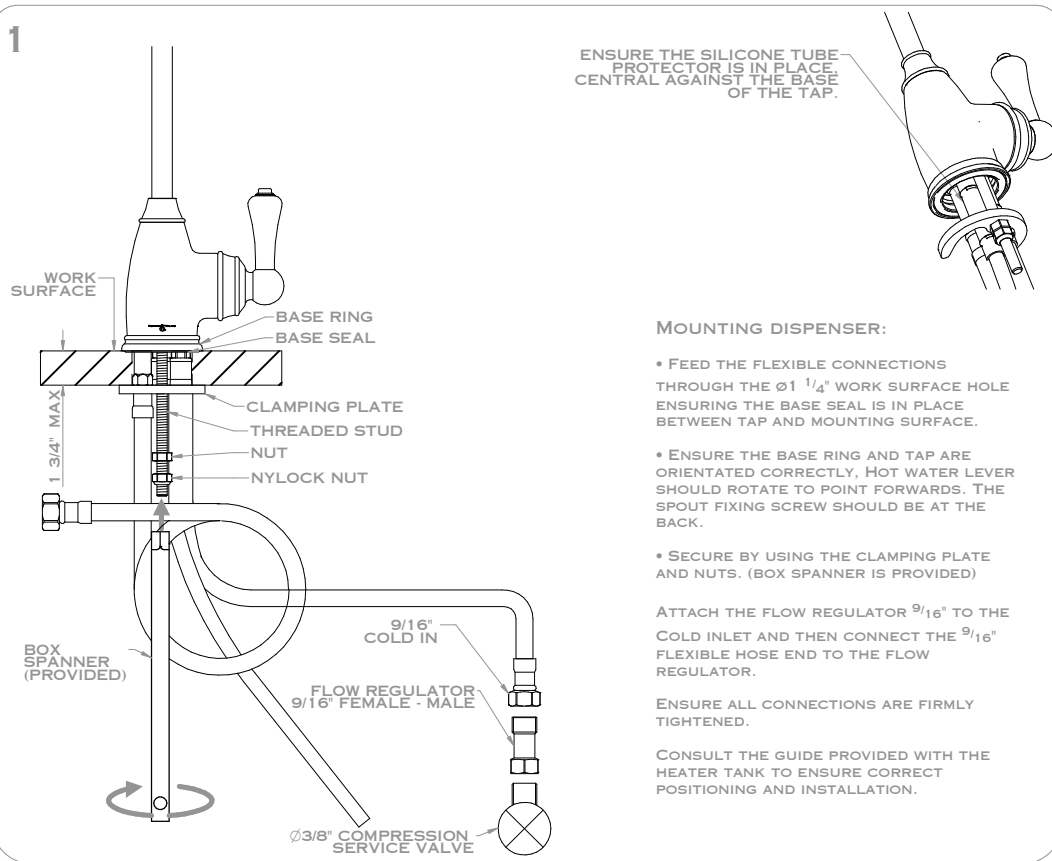 1
ENSURE THE SILICONE TUBE
PROTECTOR IS IN PLACE,
CENTRAL AGAINST THE BASE
OF THE TAP.
WORK
SURFACE
BASE RING
BASE SEAL
CLAMPING PLATE
THREADED STUD
NUT
NYLOCK NUT
1 3/4" MAX
9/16"
COLD IN
BOX
SPANNER
(PROVIDED)
FLOW REGULATOR
9/16" FEMALE - MALE
Ø3/8" COMPRESSION
SERVICE VALVE
MOUNTING DISPENSER:
• FEED THE FLEXIBLE CONNECTIONS
THROUGH THE Ø1 1/4" WORK SURFACE HOLE
ENSURING THE BASE SEAL IS IN PLACE
BETWEEN TAP AND MOUNTING SURFACE.
• ENSURE THE BASE RING AND TAP ARE
ORIENTATED CORRECTLY, HOT WATER LEVER
SHOULD ROTATE TO POINT FORWARDS. THE
SPOUT FIXING SCREW SHOULD BE AT THE
BACK.
• SECURE BY USING THE CLAMPING PLATE
AND NUTS. (BOX SPANNER IS PROVIDED)
ATTACH THE FLOW REGULATOR 9/16" TO THE
COLD INLET AND THEN CONNECT THE 9/16"
FLEXIBLE HOSE END TO THE FLOW
REGULATOR.
ENSURE ALL CONNECTIONS ARE FIRMLY
TIGHTENED.
CONSULT THE GUIDE PROVIDED WITH THE
HEATER TANK TO ENSURE CORRECT
POSITIONING AND INSTALLATION.